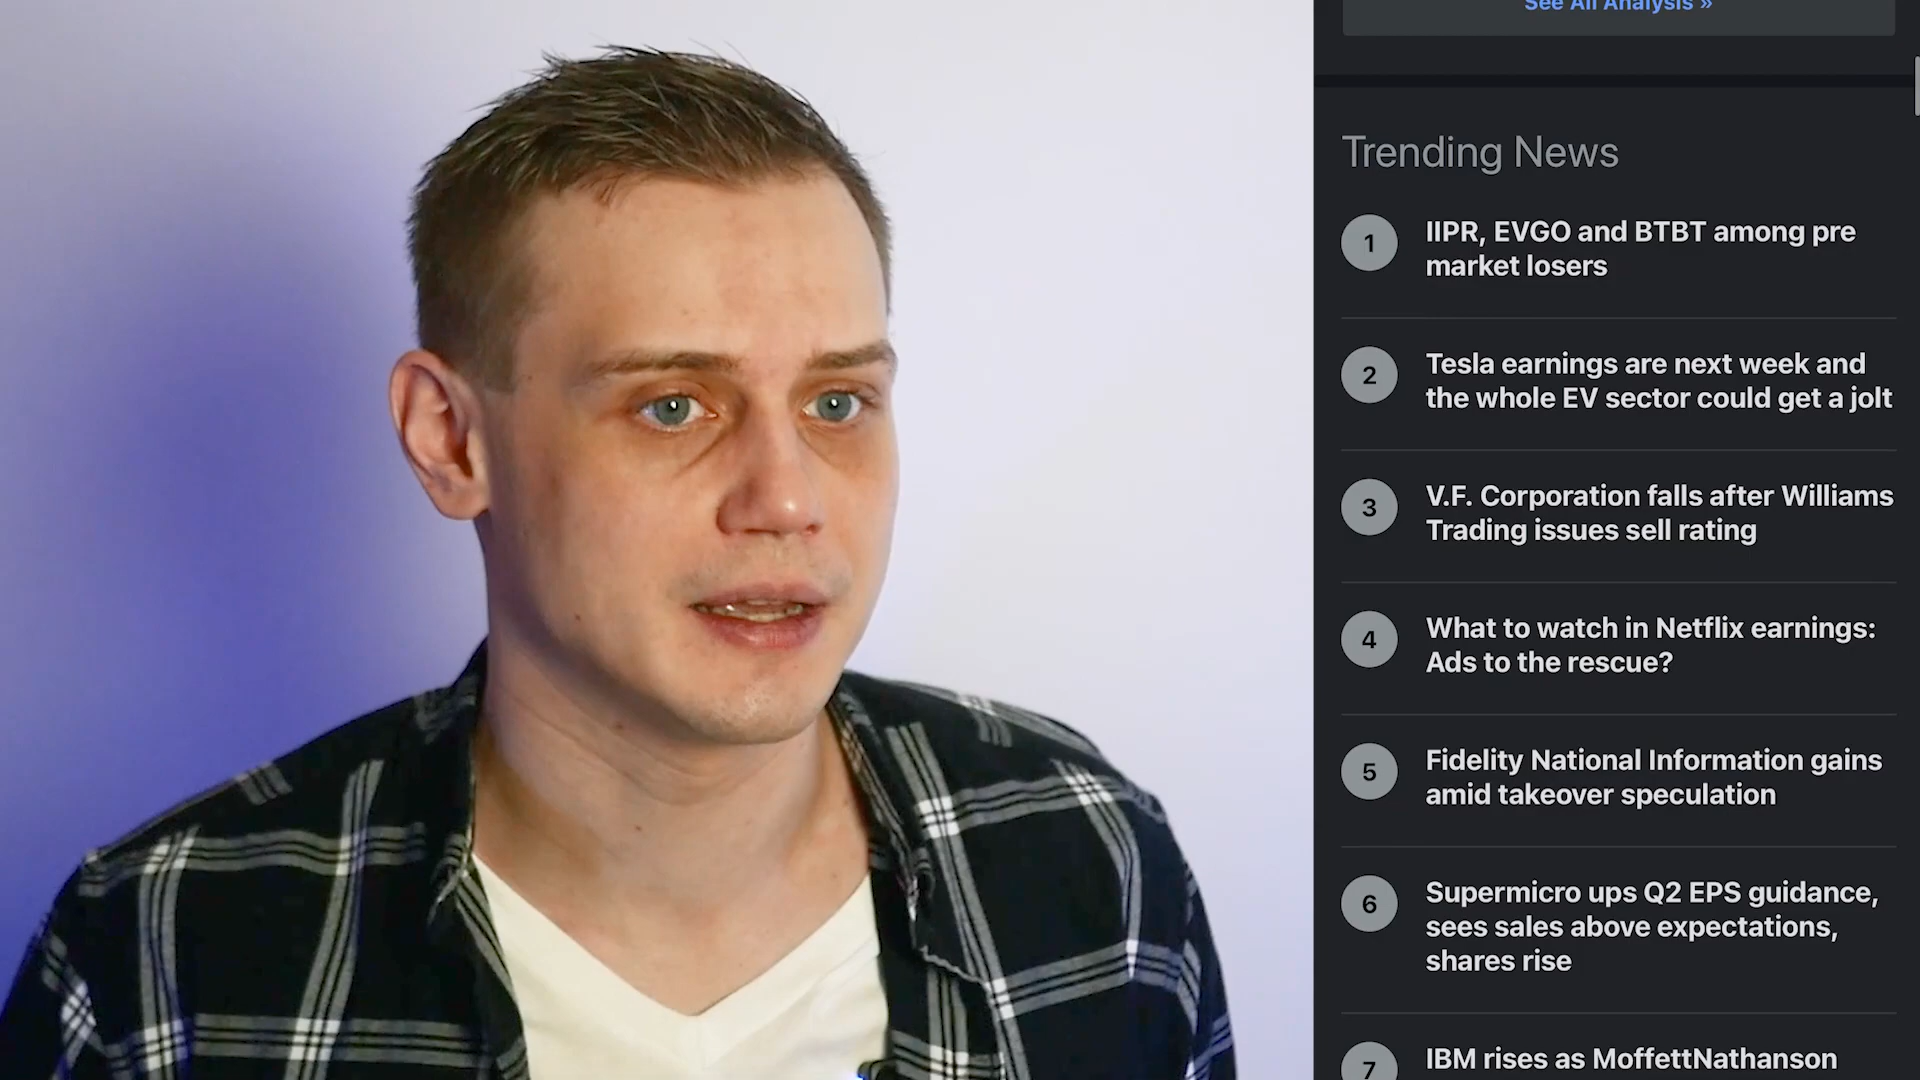 See All Analysis »
Trending News
1
IIPR, EVGO and BTBT among pre
market losers
2
Tesla earnings are next week and
the whole EV sector could get a jolt
3
V.F. Corporation falls after Williams
Trading issues sell rating
4
What to watch in Netflix earnings:
Ads to the rescue?
5
Fidelity National Information gains
amid takeover speculation
6
Supermicro ups Q2 EPS guidance,
sees sales above expectations,
shares rise
7
IBM rises as MoffettNathanson